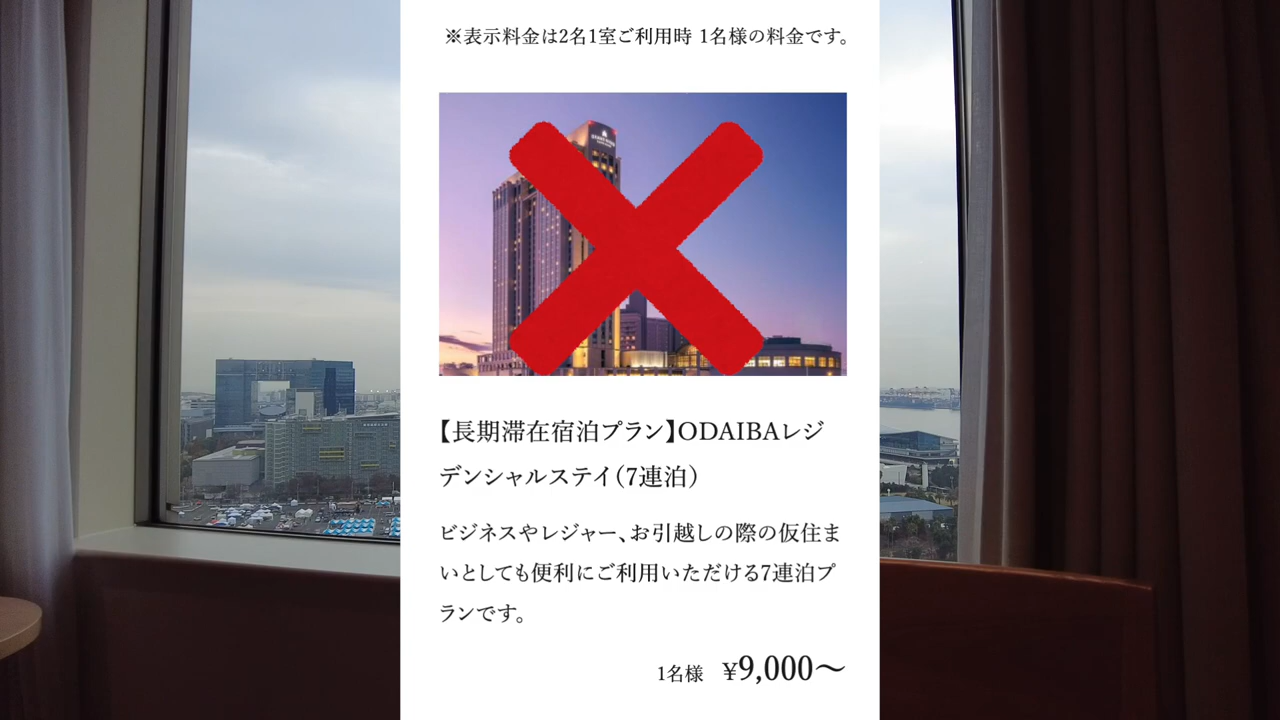 ※表示料金は2名1室ご利用時 1名様の料金です。
【長期滞在宿泊プラン】ODAIBAレジ
デンシャルステイ(7連泊)
ビジネスやレジャー、お引越しの際の仮住ま
いとしても便利にご利用いただける7連泊プ
ランです。
1名様 ¥9,000〜